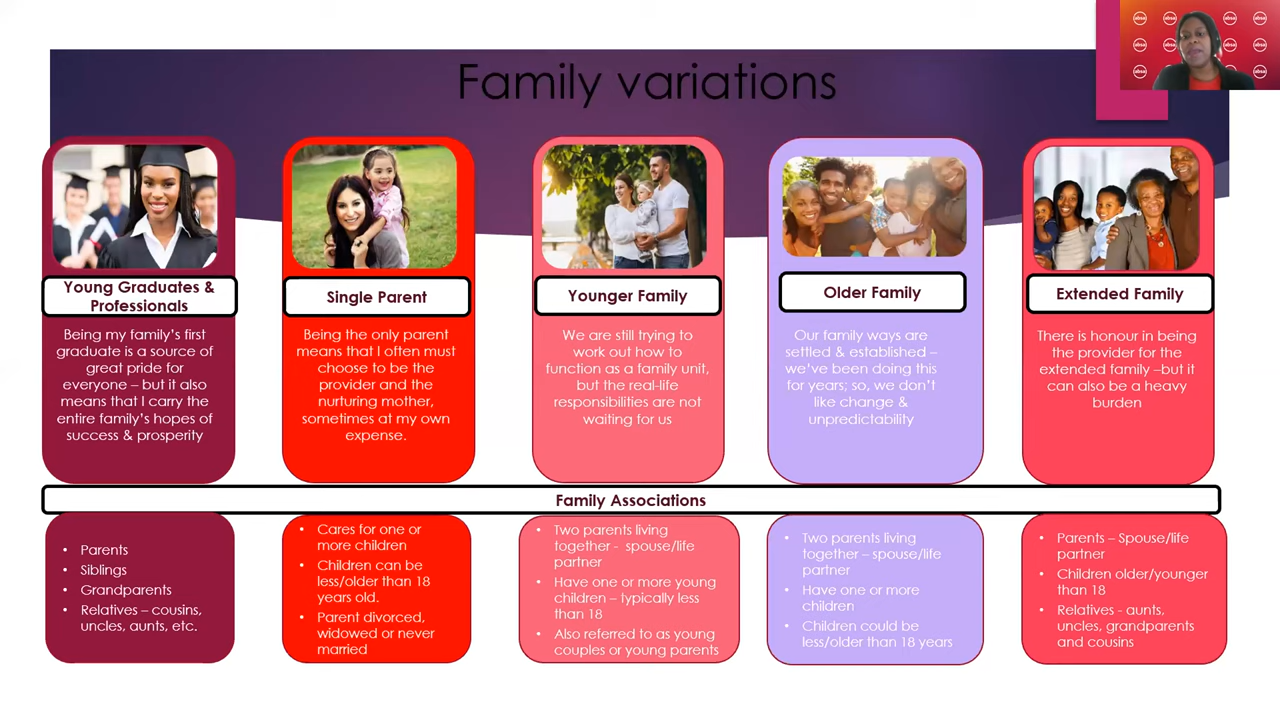 Family variations
absa absa absa absa
absa absa absa
absa absa
Young Graduates &
Professionals
Being my family's first
graduate is a source of
great pride for
everyone – but it also
means that I carry the
entire family's hopes of
success & prosperity
Single Parent
Being the only parent
means that I often must
choose to be the
provider and the
nurturing mother,
sometimes at my own
expense.
Younger Family
We are still trying to
work out how to
function as a family unit,
but the real-life
responsibilities are not
waiting for us
Older Family
Our family ways are
settled & established –
we've been doing this
for years; so, we don't
like change &
unpredictability
Extended Family
There is honour in being
the provider for the
extended family –but it
can also be a heavy
burden
Family Associations
• Parents
• Siblings
• Grandparents
• Relatives – cousins,
uncles, aunts, etc.
• Cares for one or
more children
• Children can be
less/older than 18
years old.
• Parent divorced,
widowed or never
married
• Two parents living
together - spouse/life
partner
• Have one or more young
children – typically less
than 18
• Also referred to as young
couples or young parents
• Two parents living
together – spouse/life
partner
• Have one or more
children
• Children could be
less/older than 18 years
• Parents – Spouse/life
partner
• Children older/younger
than 18
• Relatives - aunts,
uncles, grandparents
and cousins